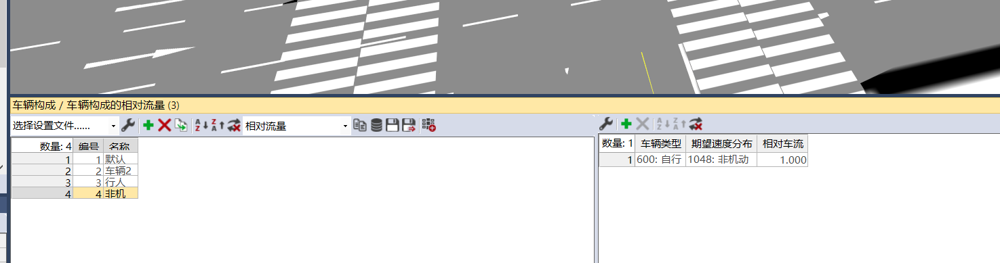 车辆构成 / 车辆构成的相对流量 (3)
选择设置文件...... 相对流量
数量: 4 编号 名称
1 1 默认
2 2 车辆2
3 3 行人
4 4 非机
数量: 1 车辆类型 期望速度分布 相对车流
1 600: 自行 1048: 非机动 1.000